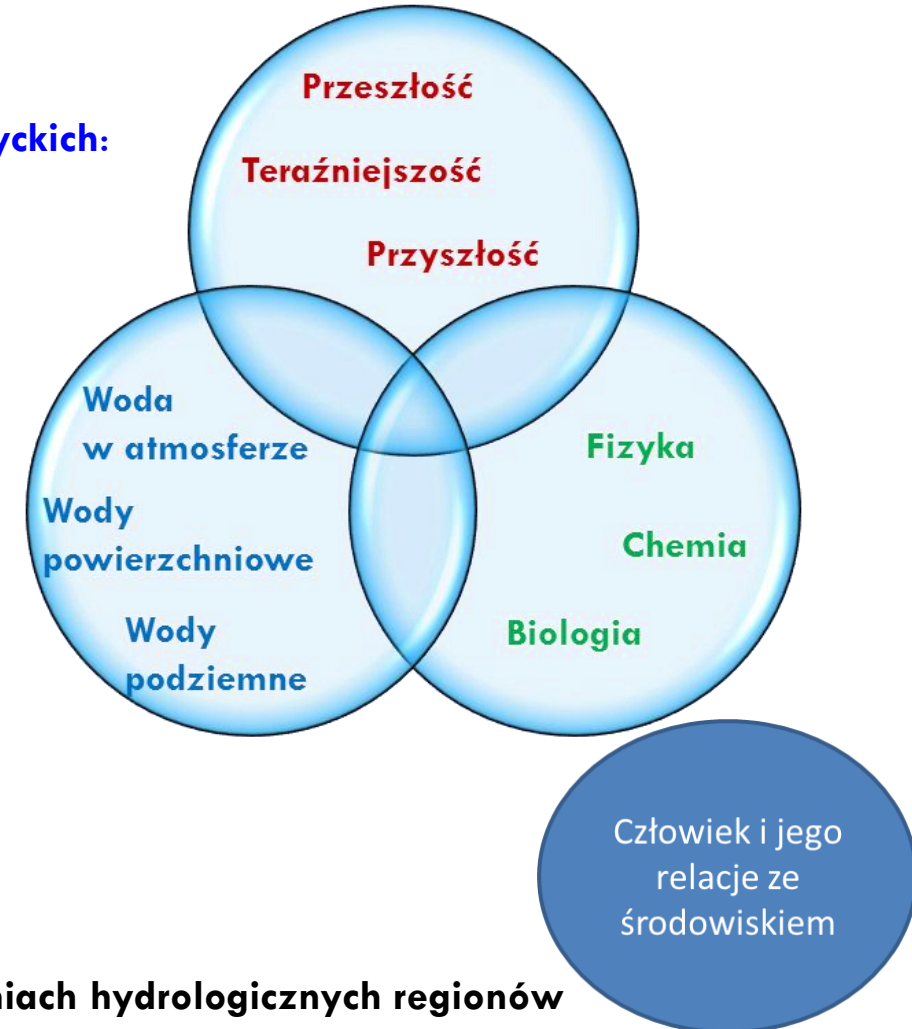 Przeszłość
yckich:
Teraźniejszość
Przyszłość
Woda
w atmosferze
Wody
powierzchniowe
Wody
podziemne
Fizyka
Chemia
Biologia
Człowiek i jego
relacje ze
środowiskiem
niach hydrologicznych regionów